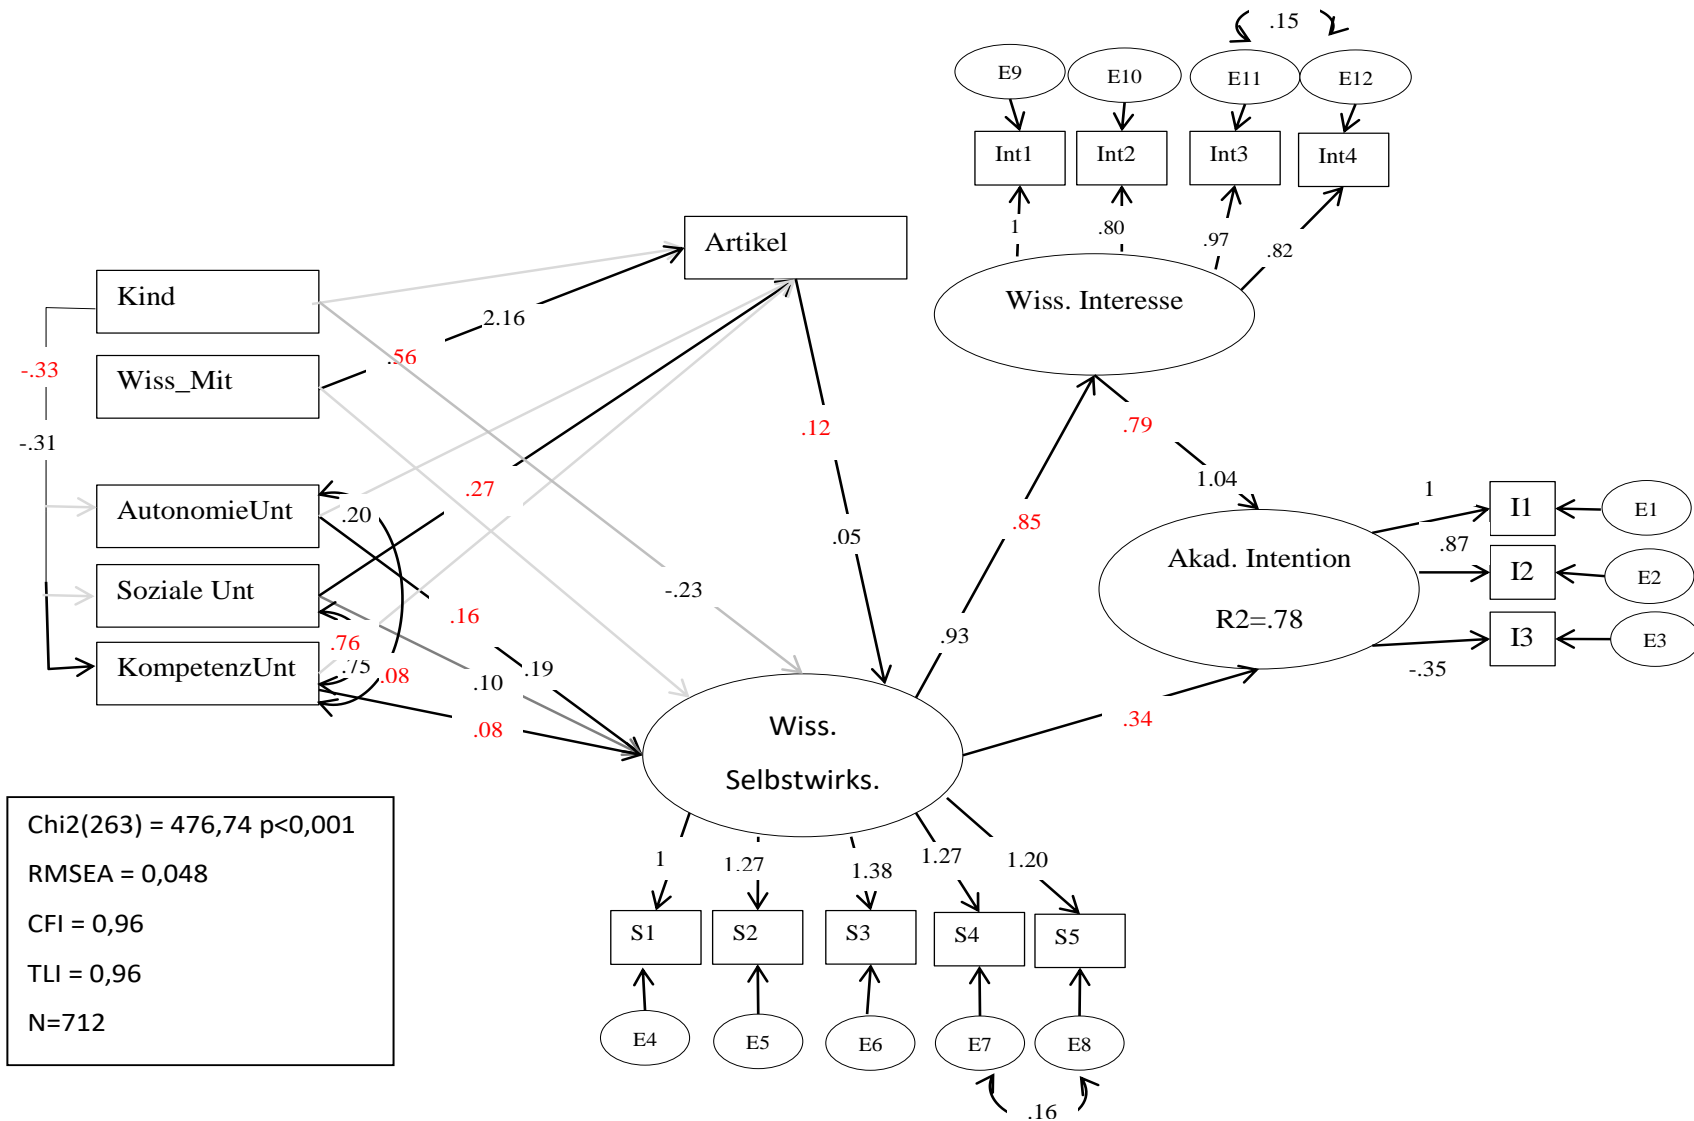 .15
E9
E10
E11
E12
Int1
Int2
Int3
Int4
1
.80
.97
.82
Artikel
Wiss. Interesse
Kind
2.16
.56
-.33
Wiss_Mit
-.31
.12
.79
.27
1.04
AutonomieUnt
.20
.85
.05
1
I1
E1
.87
Akad. Intention
I2
E2
R2=.78
Soziale Unt
-.23
.16
.93
I3
E3
-.35
.76
KompetenzUnt
.75
.08
.10
.19
.08
.34
Wiss.
Selbstwirks.
Chi2(263) = 476,74 p<0,001
RMSEA = 0,048
CFI = 0,96
TLI = 0,96
N=712
1
1.27
1.38
1.27
1.20
S1
S2
S3
S4
S5
E4
E5
E6
E7
E8
.16